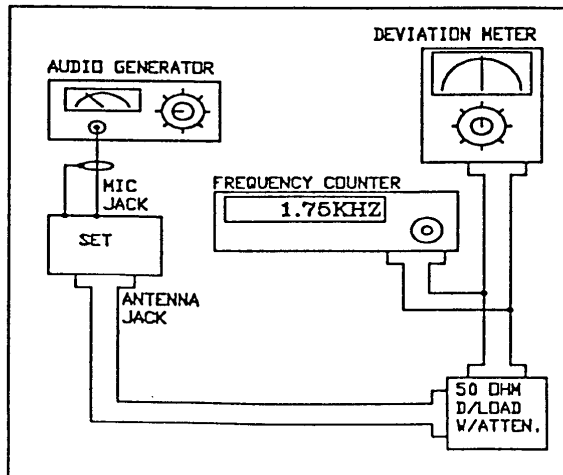 DEVIATION METER
AUDIO GENERATOR
MIC
JACK
FREQUENCY COUNTER
1.75KHZ
SET
ANTENNA
JACK
50 OHM
D/LOAD
W/ATTEN.